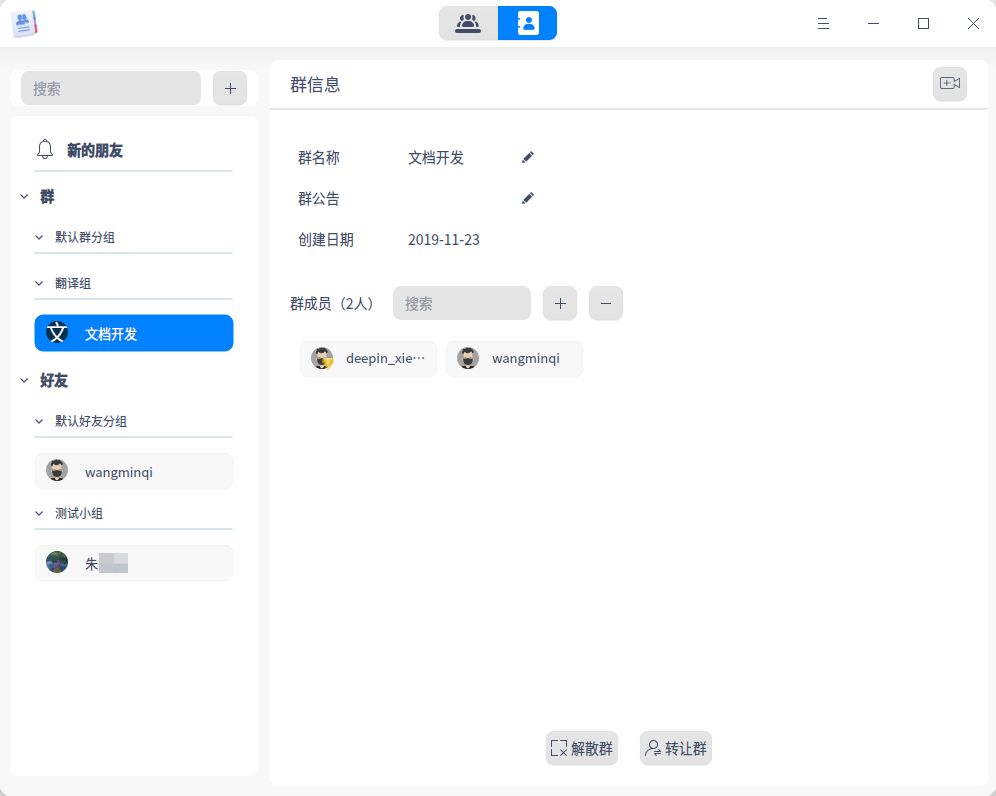 搜索
新的朋友
群
默认群分组
翻译组
文档开发
好友
默认好友分组
wangminqi
测试小组
朱
群信息
群名称 文档开发
群公告
创建日期 2019-11-23
群成员（2人） 搜索
deepin_xie··· wangminqi
解散群 转让群